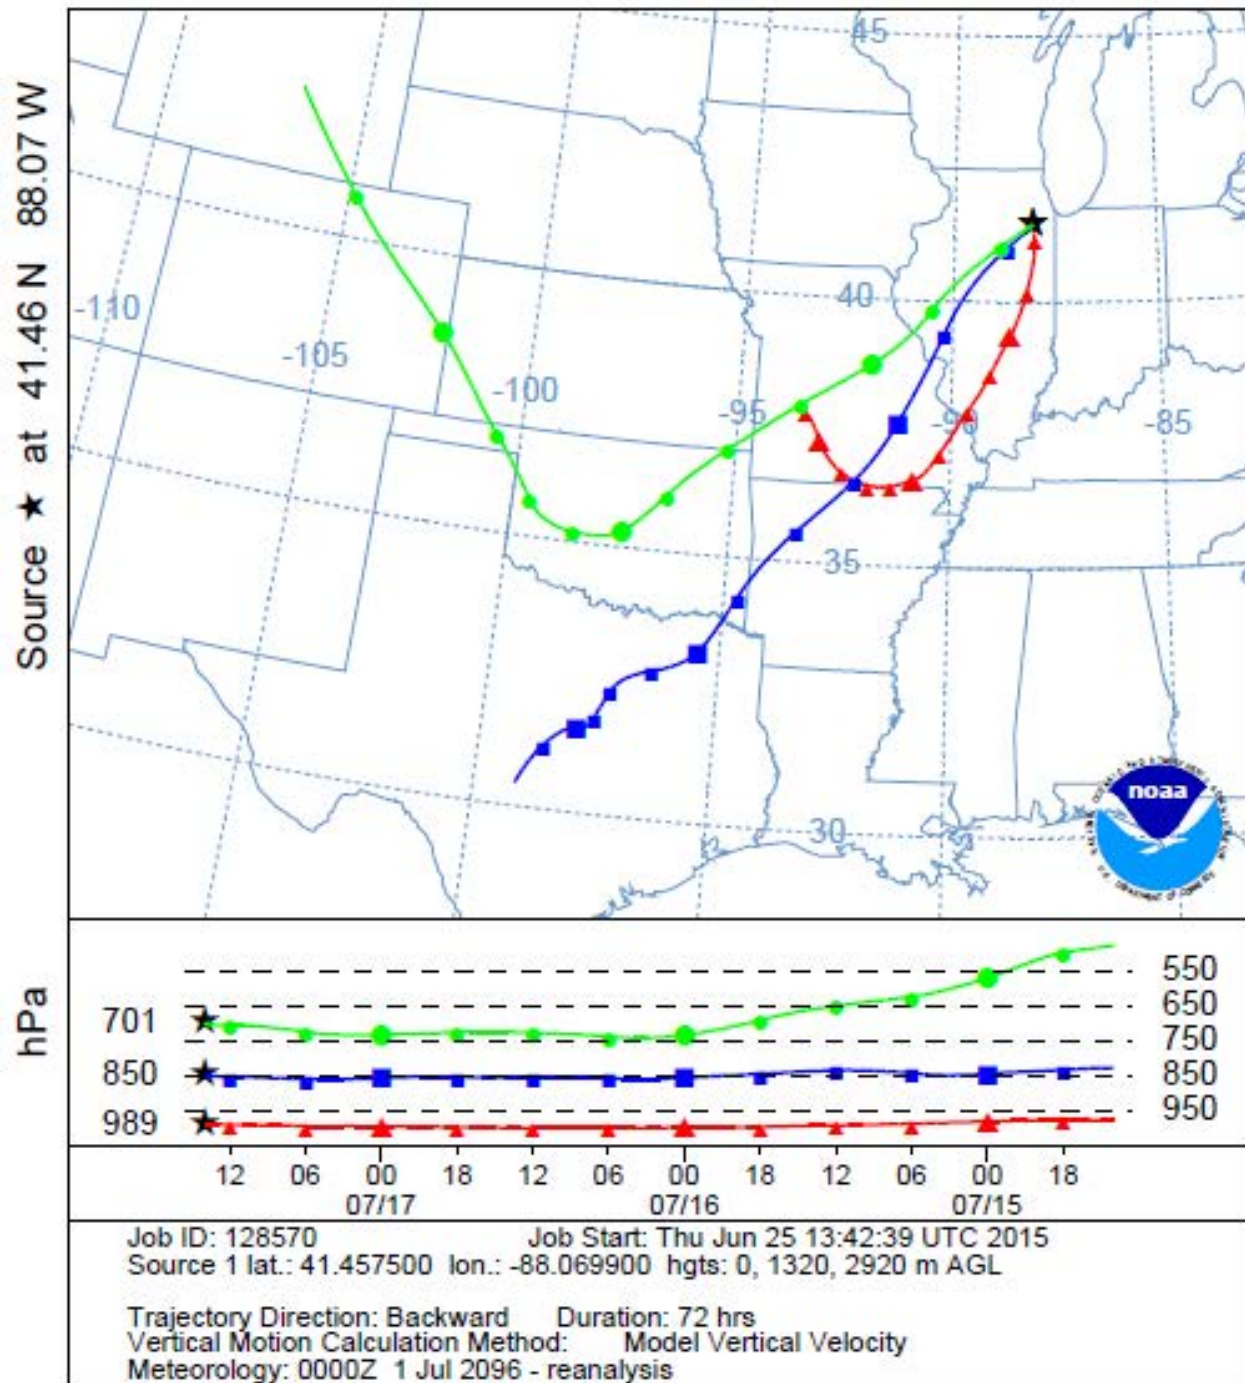 Source ★ at 41.46 N 88.07 W
45
-110
-105
-100
40
-95
-90
-85
35
30
noaa
hPa
701
850
989
550
650
750
850
950
12 06 00 18 12 06 00 18 12 06 00 18
07/17 07/16 07/15
Job ID: 128570 Job Start: Thu Jun 25 13:42:39 UTC 2015
Source 1 lat.: 41.457500 lon.: -88.069900 hgts: 0, 1320, 2920 m AGL
Trajectory Direction: Backward Duration: 72 hrs
Vertical Motion Calculation Method: Model Vertical Velocity
Meteorology: 0000Z 1 Jul 2096 - reanalysis